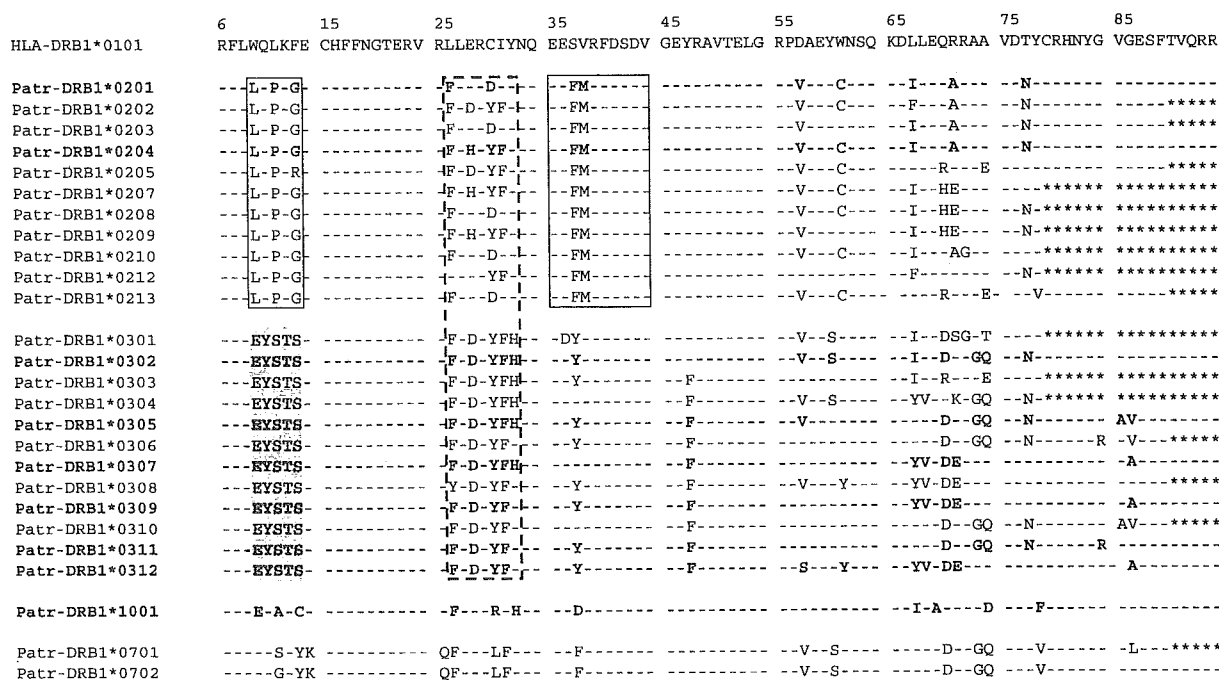 6 15 25 35 45 55 65 75 85
HLA-DRB1*0101 RFLWQLKFE CHFFNGTERV RLLERCIYNQ EESVRFDSDV GEYRAVTELG RPDAEYWNSQ KDLLEQRRAA VDTYCRHNYG VGESFTVQRR
Patr-DRB1*0201 ---L-P-G- ---------- -F---D---- --FM------ ---------- --V---C--- --I---A--- --N------- ----------
Patr-DRB1*0202 ---L-P-G- ---------- -F-D-YF--- --FM------ ---------- --V---C--- --F---A--- --N------- -----*****
Patr-DRB1*0203 ---L-P-G- ---------- -F---D---- --FM------ ---------- --V------- --I---A--- --N------- -----*****
Patr-DRB1*0204 ---L-P-G- ---------- -F-H-YF--- --FM------ ---------- --V---C--- --I---A--- --N------- ----------
Patr-DRB1*0205 ---L-P-R- ---------- -F-D-YF--- --FM------ ---------- --V---C--- -----R---E ---------- -----*****
Patr-DRB1*0207 ---L-P-G- ---------- -F-H-YF--- --FM------ ---------- --V---C--- --I--HE--- ----****** **********
Patr-DRB1*0208 ---L-P-G- ---------- -F---D---- --FM------ ---------- --V------- --I--HE--- --N-****** **********
Patr-DRB1*0209 ---L-P-G- ---------- -F-H-YF--- --FM------ ---------- --V------- --I--HE--- --N-****** **********
Patr-DRB1*0210 ---L-P-G- ---------- -F---D---- --FM------ ---------- --V---C--- --I---AG-- ----****** **********
Patr-DRB1*0212 ---L-P-G- ---------- -----YF--- --FM------ ---------- ---------- --F------- --N-****** **********
Patr-DRB1*0213 ---L-P-G- ---------- -F---D---- --FM------ ---------- --V---C--- -----R---E ---V------ -----*****
Patr-DRB1*0301 ---EYSTS- ---------- -F-D-YFH-- -DY------- ---------- --V--S---- --I--DSG-T ----****** **********
Patr-DRB1*0302 ---EYSTS- ---------- -F-D-YFH-- --Y------- ---------- --V--S---- --I--D--GQ --N------- ----------
Patr-DRB1*0303 ---EYSTS- ---------- -F-D-YFH-- --Y------- --F------- ---------- --I--R---E ----****** **********
Patr-DRB1*0304 ---EYSTS- ---------- -F-D-YFH-- ---------- --F------- --V--S---- --YV--K-GQ --N-****** **********
Patr-DRB1*0305 ---EYSTS- ---------- -F-D-YFH-- --Y------- --F------- --V------- -----D--GQ --N------- AV--------
Patr-DRB1*0306 ---EYSTS- ---------- -F-D-YF--- --Y------- --F------- ---------- -----D--GQ --N------R -V---*****
Patr-DRB1*0307 ---EYSTS- ---------- -F-D-YFH-- ---------- --F------- ---------- --YV-DE--- ---------- -A--------
Patr-DRB1*0308 ---EYSTS- ---------- -Y-D-YF--- --Y------- --F------- --V---Y--- --YV-DE--- ---------- -----*****
Patr-DRB1*0309 ---EYSTS- ---------- -F-D-YF--- --Y------- --F------- ---------- --YV-DE--- ---------- -A--------
Patr-DRB1*0310 ---EYSTS- ---------- -F-D-YF--- ---------- --F------- ---------- -----D--GQ --N------- AV---*****
Patr-DRB1*0311 ---EYSTS- ---------- -F-D-YF--- --Y------- --F------- ---------- -----D--GQ --N------R ----------
Patr-DRB1*0312 ---EYSTS- ---------- -F-D-YF--- --Y------- --F------- --S---Y--- --YV-DE--- ---------- -A--------
Patr-DRB1*1001 ---E-A-C- ---------- -F---R-H-- --D------- ---------- ---------- --I-A----D ---F------ ----------
Patr-DRB1*0701 -----S-YK ---------- QF---LF--- --F------- ---------- --V--S---- -----D--GQ ---V------ -L---*****
Patr-DRB1*0702 -----G-YK ---------- QF---LF--- --F------- ---------- --V--S---- -----D--GQ ---V------ ----------